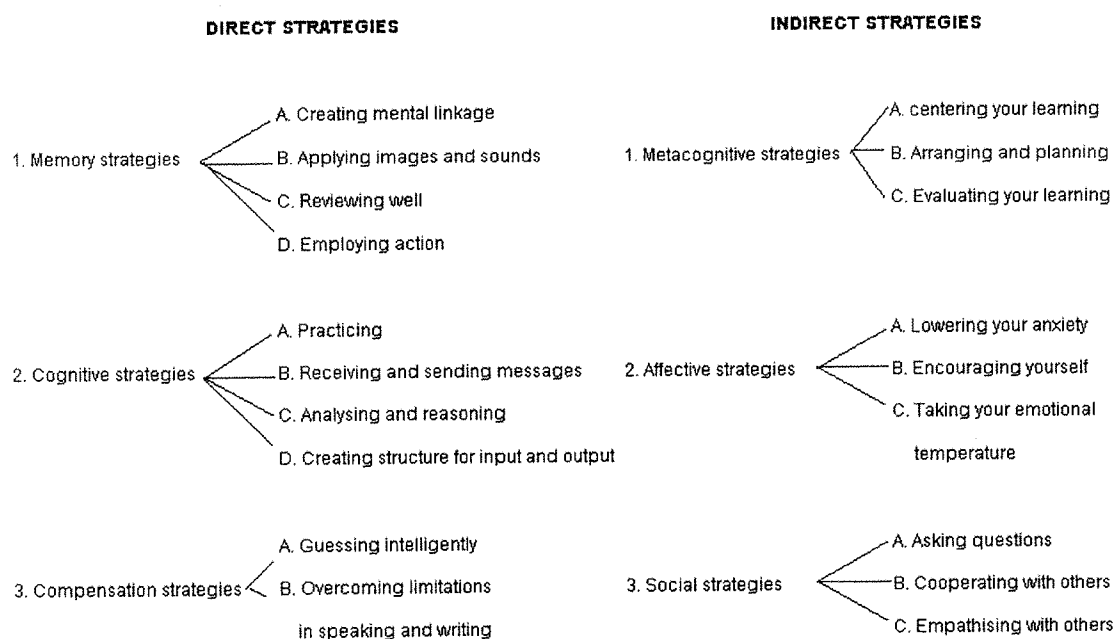 DIRECT STRATEGIES
1. Memory strategies
A. Creating mental linkage
B. Applying images and sounds
C. Reviewing well
D. Employing action
2. Cognitive strategies
A. Practicing
B. Receiving and sending messages
C. Analysing and reasoning
D. Creating structure for input and output
3. Compensation strategies
A. Guessing intelligently
B. Overcoming limitations
in speaking and writing
INDIRECT STRATEGIES
1. Metacognitive strategies
A. centering your learning
B. Arranging and planning
C. Evaluating your learning
2. Affective strategies
A. Lowering your anxiety
B. Encouraging yourself
C. Taking your emotional
temperature
3. Social strategies
A. Asking questions
B. Cooperating with others
C. Empathising with others